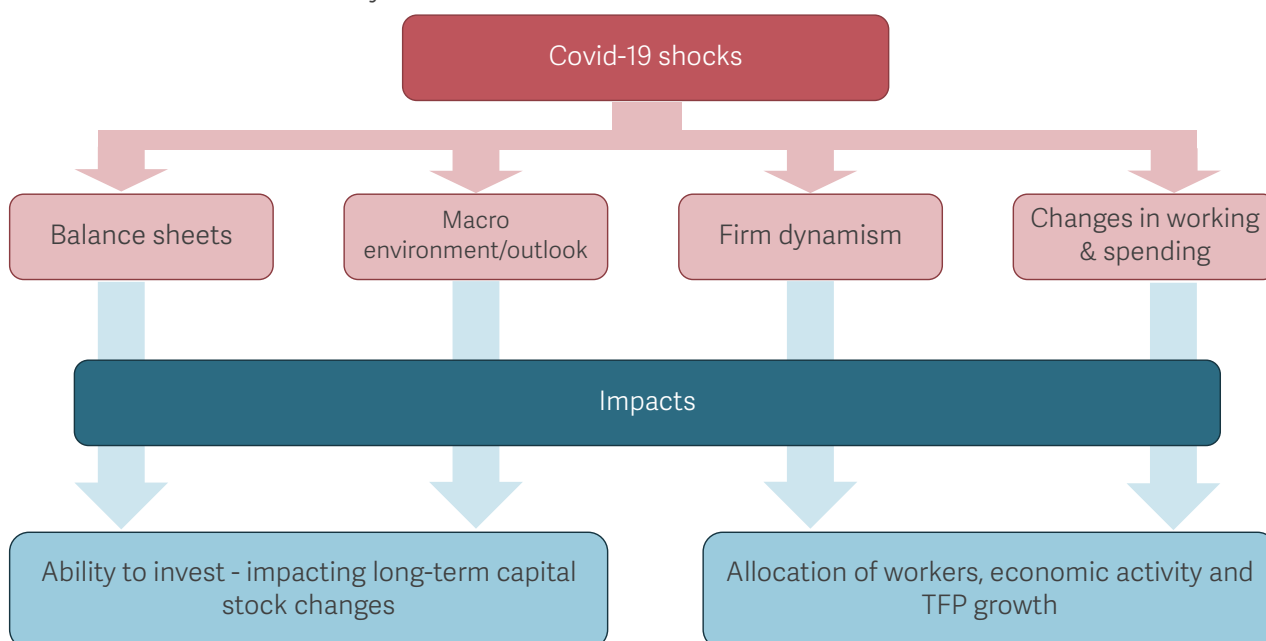 Covid-19 shocks
Balance sheets
Macro
environment/outlook
Firm dynamism
Changes in working
& spending
Impacts
Ability to invest - impacting long-term capital
stock changes
Allocation of workers, economic activity and
TFP growth